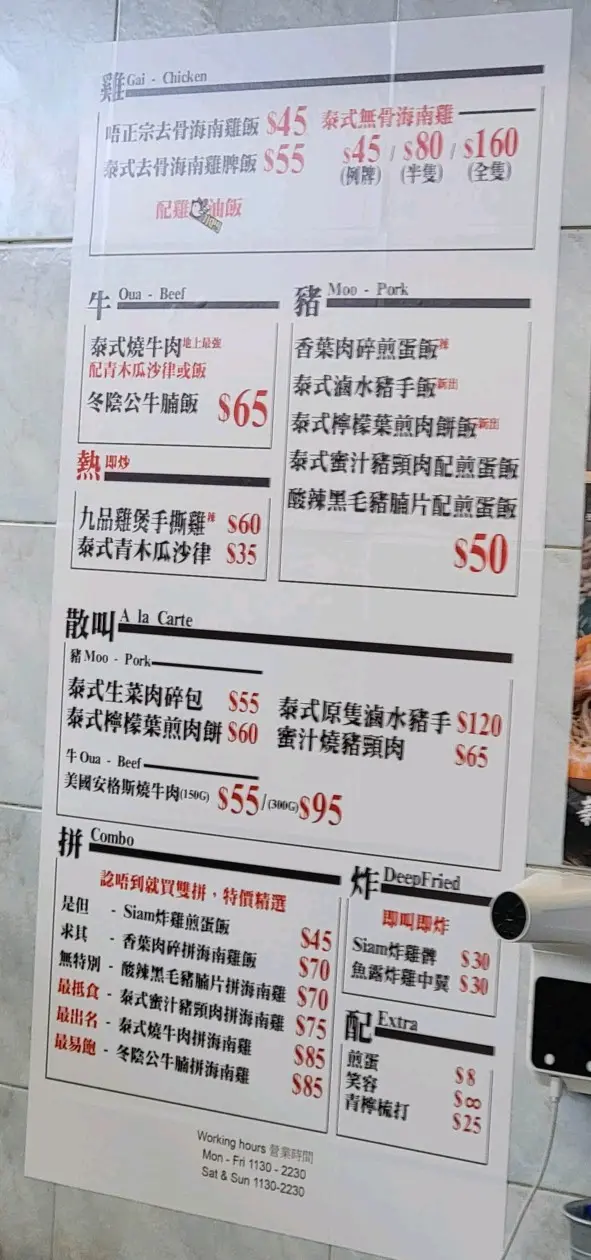 雞 Gai - Chicken
唔正宗去骨海南雞飯 $45
泰式去骨海南雞髀飯 $55
配雞油飯
泰式無骨海南雞
$45 / $80 / $160
(例牌) (半隻) (全隻)
牛 Oua - Beef
泰式燒牛肉地上最強
配青木瓜沙律或飯
冬陰公牛腩飯 $65
豬 Moo - Pork
香葉肉碎煎蛋飯辣
泰式滷水豬手飯新出
泰式檸檬葉煎肉餅飯新出
泰式蜜汁豬頸肉配煎蛋飯
酸辣黑毛豬腩片配煎蛋飯
$50
熱 即炒
九品雞煲手撕雞辣 $60
泰式青木瓜沙律 $35
散叫 A la Carte
豬 Moo - Pork
泰式生菜肉碎包 $55
泰式檸檬葉煎肉餅 $60
泰式原隻滷水豬手 $120
蜜汁燒豬頸肉 $65
牛 Oua - Beef
美國安格斯燒牛肉(150G) $55/(300G)$95
拼 Combo
諗唔到就買雙拼，特價精選
是但 - Siam炸雞煎蛋飯 $45
求其 - 香葉肉碎拼海南雞飯 $70
無特別 - 酸辣黑毛豬腩片拼海南雞 $70
最抵食 - 泰式蜜汁豬頸肉拼海南雞 $75
最出名 - 泰式燒牛肉拼海南雞 $85
最易飽 - 冬陰公牛腩拼海南雞 $85
炸 DeepFried
即叫即炸
Siam炸雞髀 $30
魚露炸雞中翼 $30
配 Extra
煎蛋 $8
笑容 $∞
青檸梳打 $25
Working hours 營業時間
Mon - Fri 1130 - 2230
Sat & Sun 1130-2230